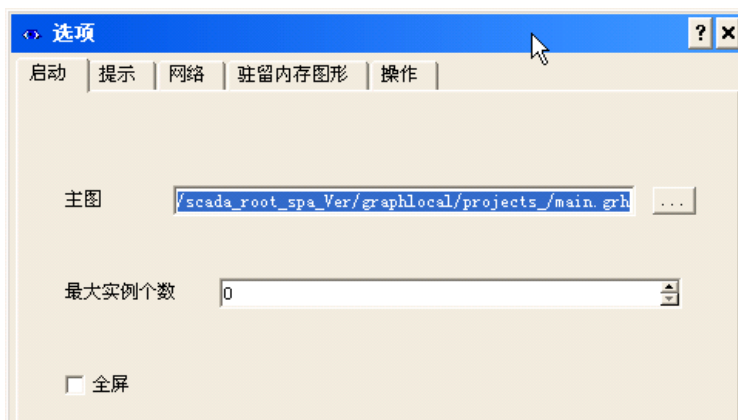 选项
启动 提示 网络 驻留内存图形 操作
主图 /scada_root_spa_Ver/graphlocal/projects_/main.grh ...
最大实例个数 0
全屏